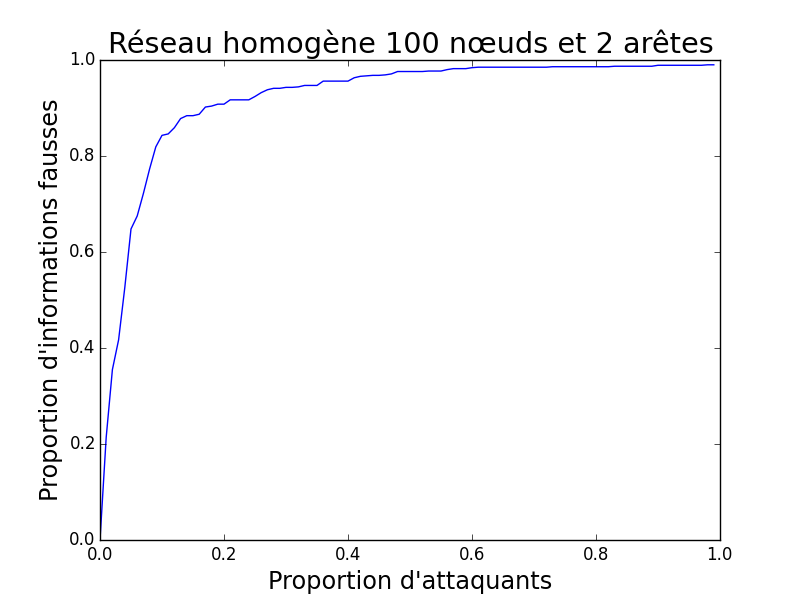 Réseau homogène 100 nœuds et 2 arêtes
Proportion d'informations fausses
1.0
0.8
0.6
0.4
0.2
0.0
0.0 0.2 0.4 0.6 0.8 1.0
Proportion d'attaquants